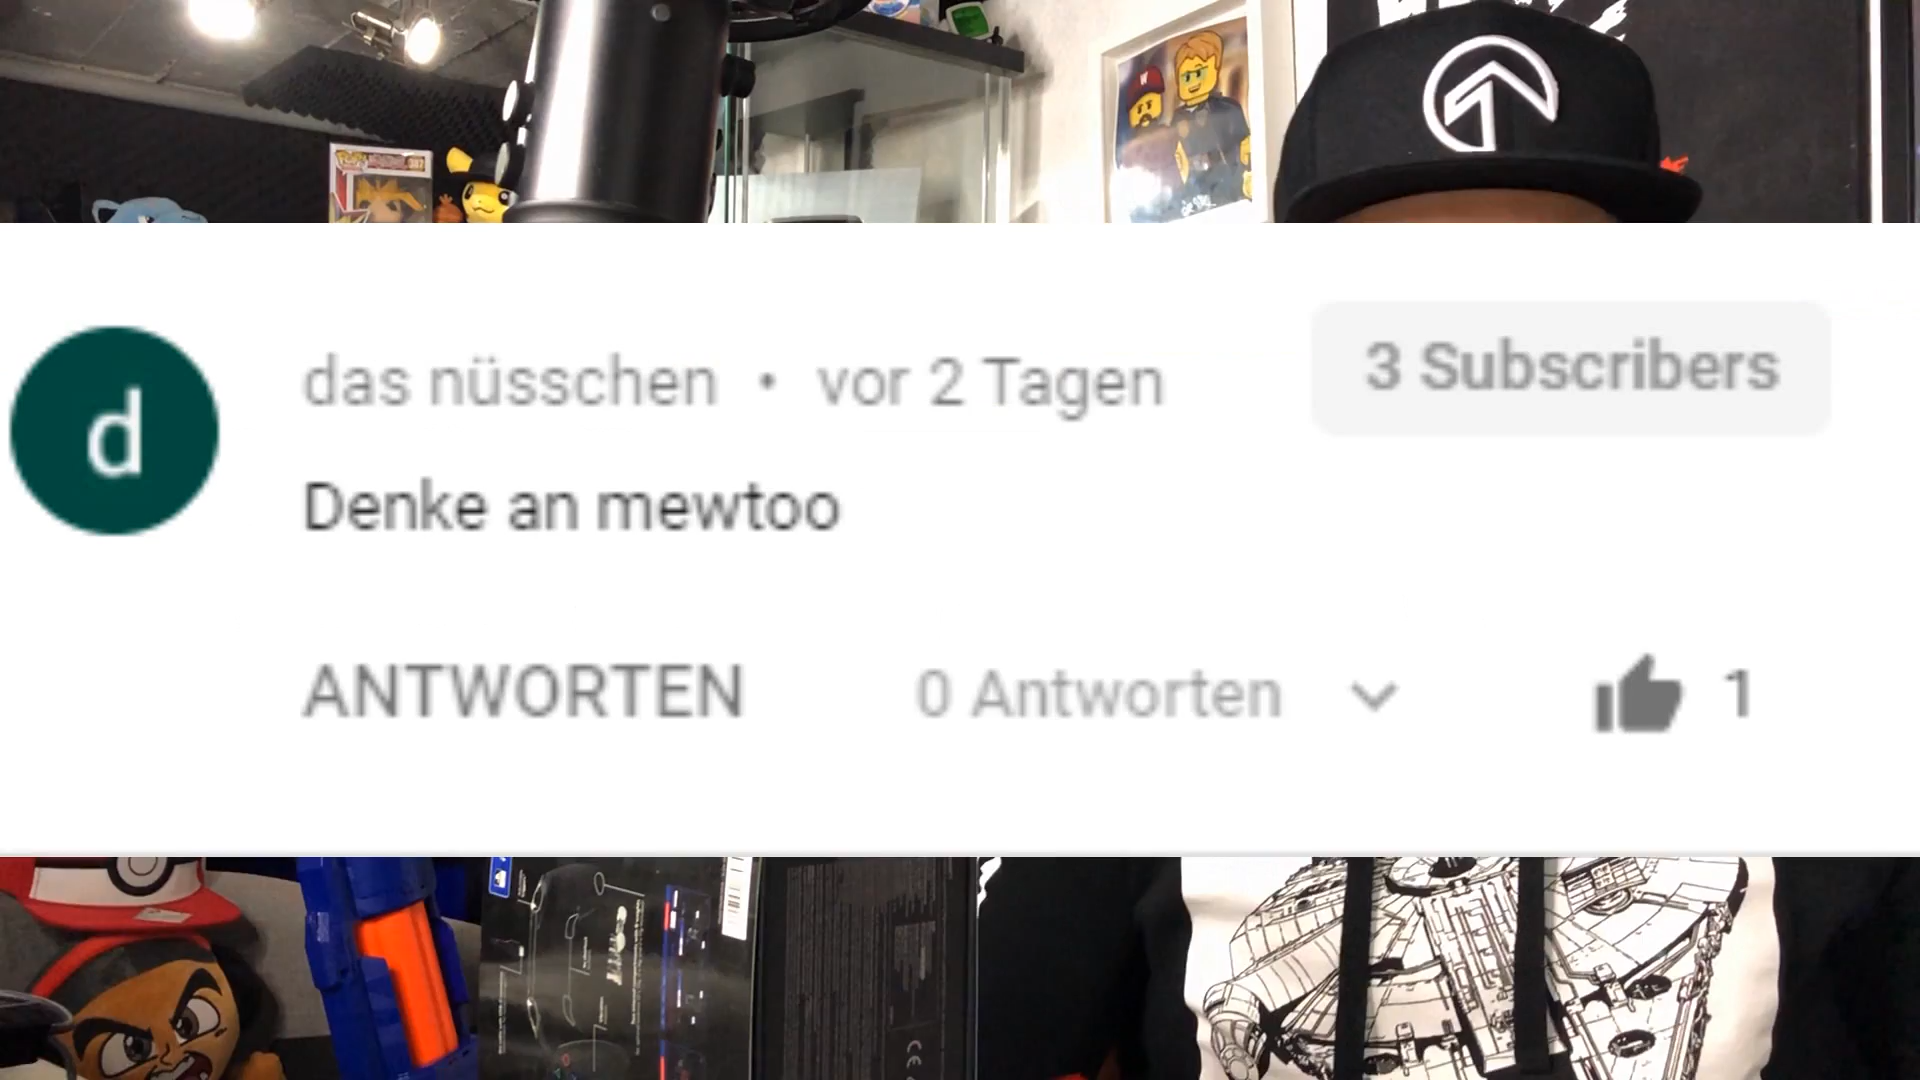 das nüsschen • vor 2 Tagen
3 Subscribers
d
Denke an mewtoo
ANTWORTEN
0 Antworten
1